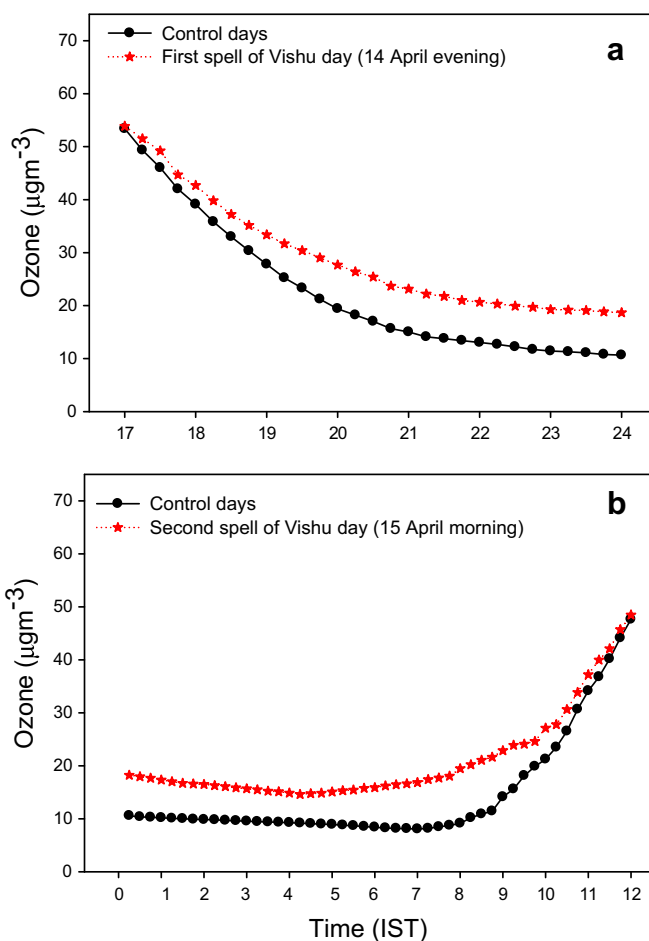 Control days
First spell of Vishu day (14 April evening)
a
70
60
50
40
30
20
10
0
Ozone (μgm-3)
17 18 19 20 21 22 23 24
Control days
Second spell of Vishu day (15 April morning)
b
70
60
50
40
30
20
10
0
Ozone (μgm-3)
0 1 2 3 4 5 6 7 8 9 10 11 12
Time (IST)